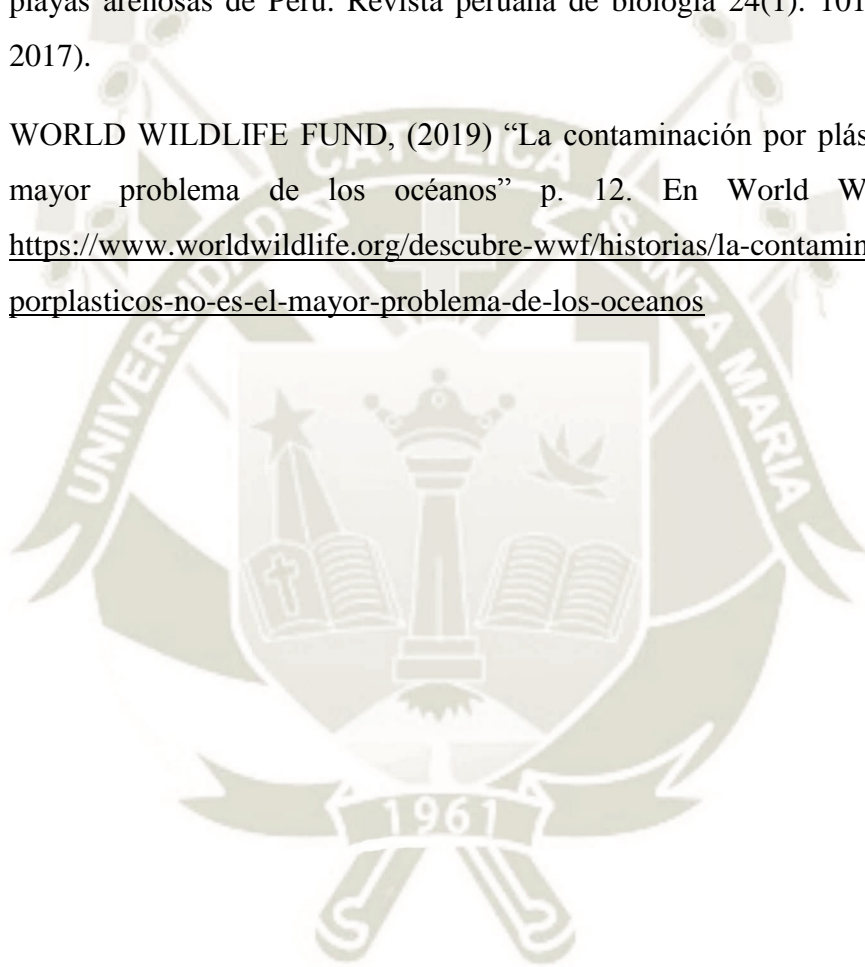 playas arenosas de Perú. Revista peruana de biología 24(1): 101
2017).
WORLD WILDLIFE FUND, (2019) “La contaminación por plás
mayor problema de los océanos” p. 12. En World W
https://www.worldwildlife.org/descubre-wwf/historias/la-contamin
porplasticos-no-es-el-mayor-problema-de-los-oceanos
UNIVERSIDAD CATOLICA SANTA MARIA
1961